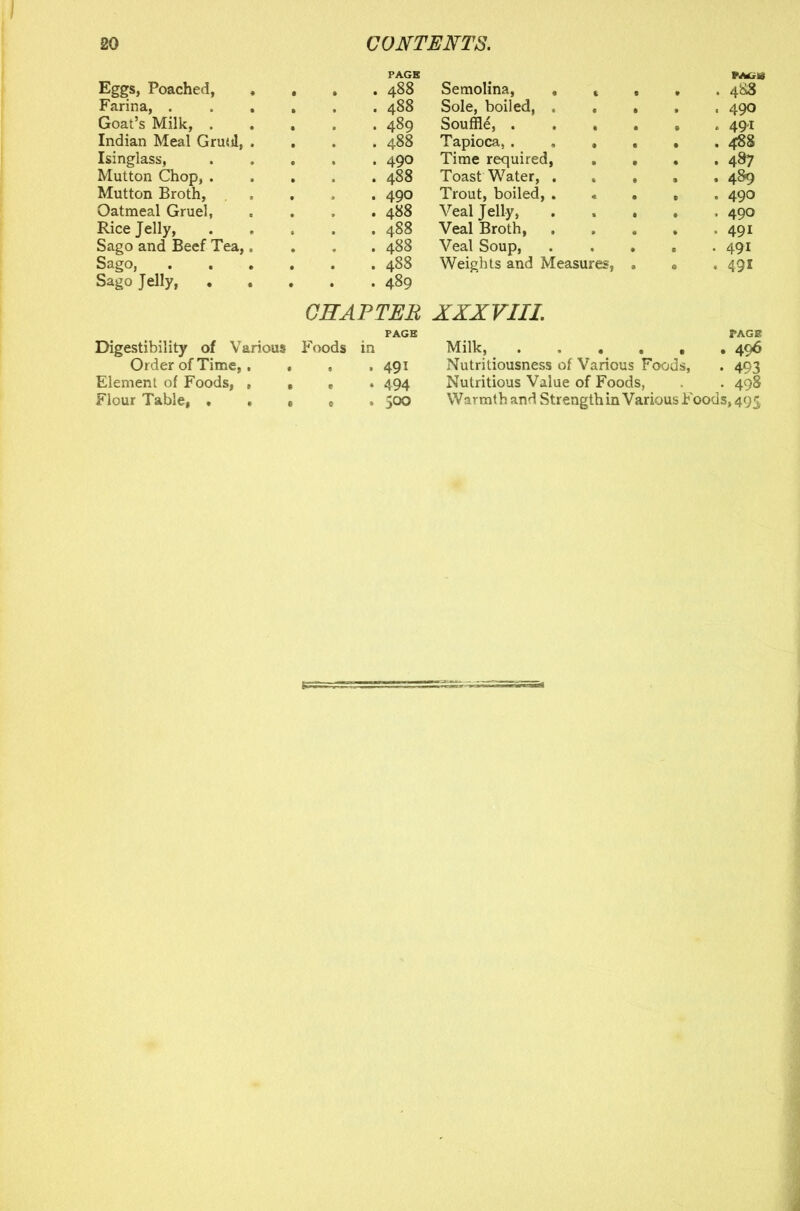 20 CONTENTS.
PAGE
Eggs, Poached, . . . . 488
Farina, . . . . . . 488
Goat's Milk, . . . . . 489
Indian Meal Gruel, . . . . 488
Isinglass, . . . . . 490
Mutton Chop, . . . . . 488
Mutton Broth, . . . . 490
Oatmeal Gruel, . . . . 488
Rice Jelly, . . . . . 488
Sago and Beef Tea, . . . . 488
Sago, . . . . . . 488
Sago Jelly, . . . . . 489
PAGE
Semolina, . . . . . 488
Sole, boiled, . . . . . 490
Soufflé, . . . . . . 491
Tapioca, . . . . . . 488
Time required, . . . . 487
Toast Water, . . . . . 489
Trout, boiled, . . . . . 490
Veal Jelly, . . . . . 490
Veal Broth, . . . . . 491
Veal Soup, . . . . . 491
Weights and Measures, . . . 491
CHAPTER XXXVIII.
PAGE
Digestibility of Various Foods in
Order of Time, . . . . 491
Element of Foods, . . . . 494
Flour Table, . . . . . 500
PAGE
Milk, . . . . . . 496
Nutritiousness of Various Foods, . 493
Nutritious Value of Foods, . . 498
Warmth and Strength in Various Foods, 495